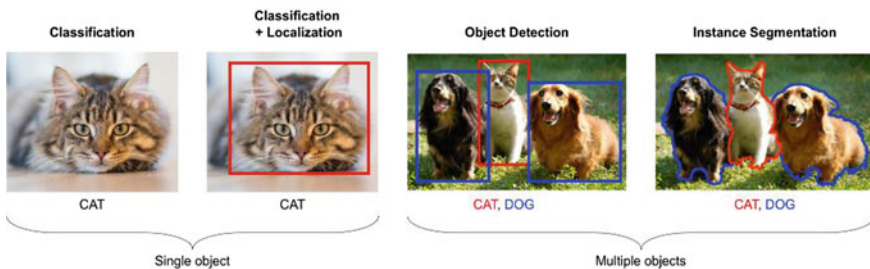 Classification
Classification
+ Localization
Object Detection
Instance Segmentation
CAT
CAT
CAT, DOG
CAT, DOG
Single object
Multiple objects